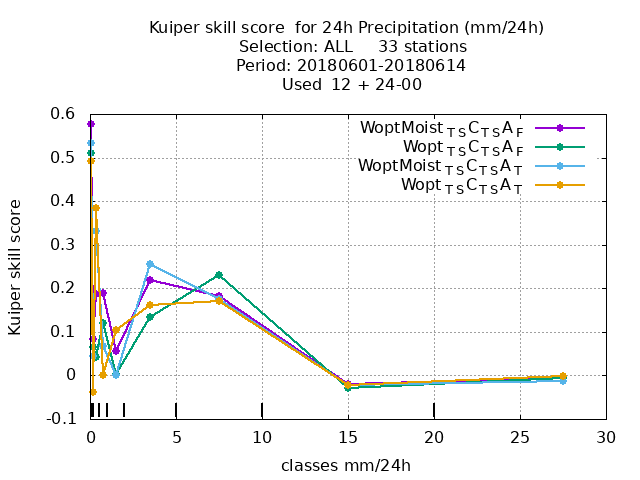 Kuiper skill score  for 24h Precipitation (mm/24h)
Selection: ALL     33 stations
Period: 20180601-20180614
Used  12 + 24-00
WoptMoist TS C TS A F
Wopt TS C TS A F
WoptMoist TS C TS A T
Wopt TS C TS A T
Kuiper skill score
0.6
0.5
0.4
0.3
0.2
0.1
0
-0.1
0 5 10 15 20 25 30
classes mm/24h